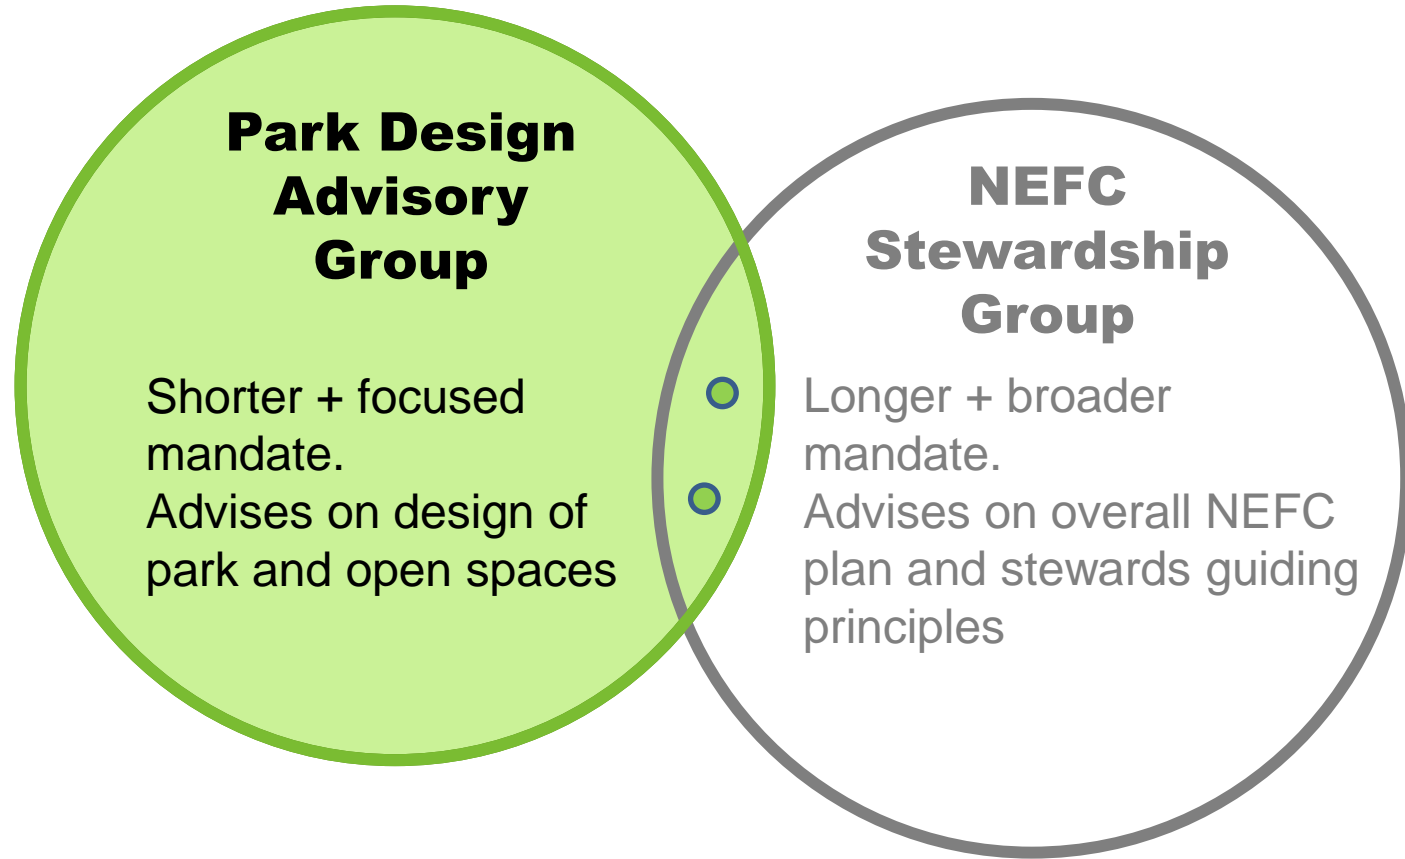 Park Design
Advisory
Group
Shorter + focused
mandate.
Advises on design of
park and open spaces
NEFC
Stewardship
Group
Longer + broader
mandate.
Advises on overall NEFC
plan and stewards guiding
principles